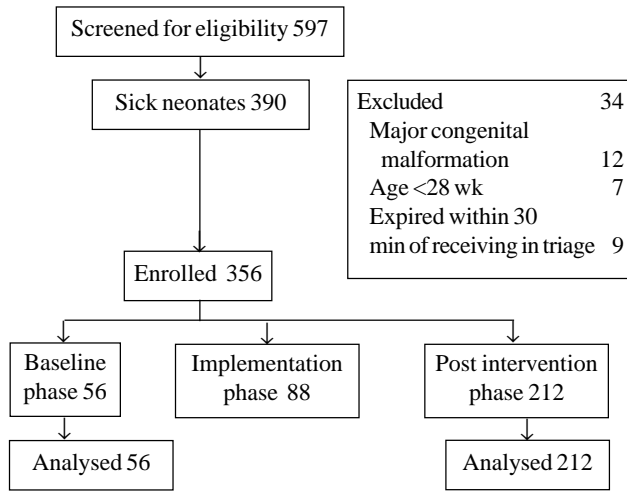 Screened for eligibility 597
Sick neonates 390
Excluded 34
Major congenital
malformation 12
Age <28 wk 7
Expired within 30
min of receiving in triage 9
Enrolled 356
Baseline
phase 56
Implementation
phase 88
Post intervention
phase 212
Analysed 56
Analysed 212